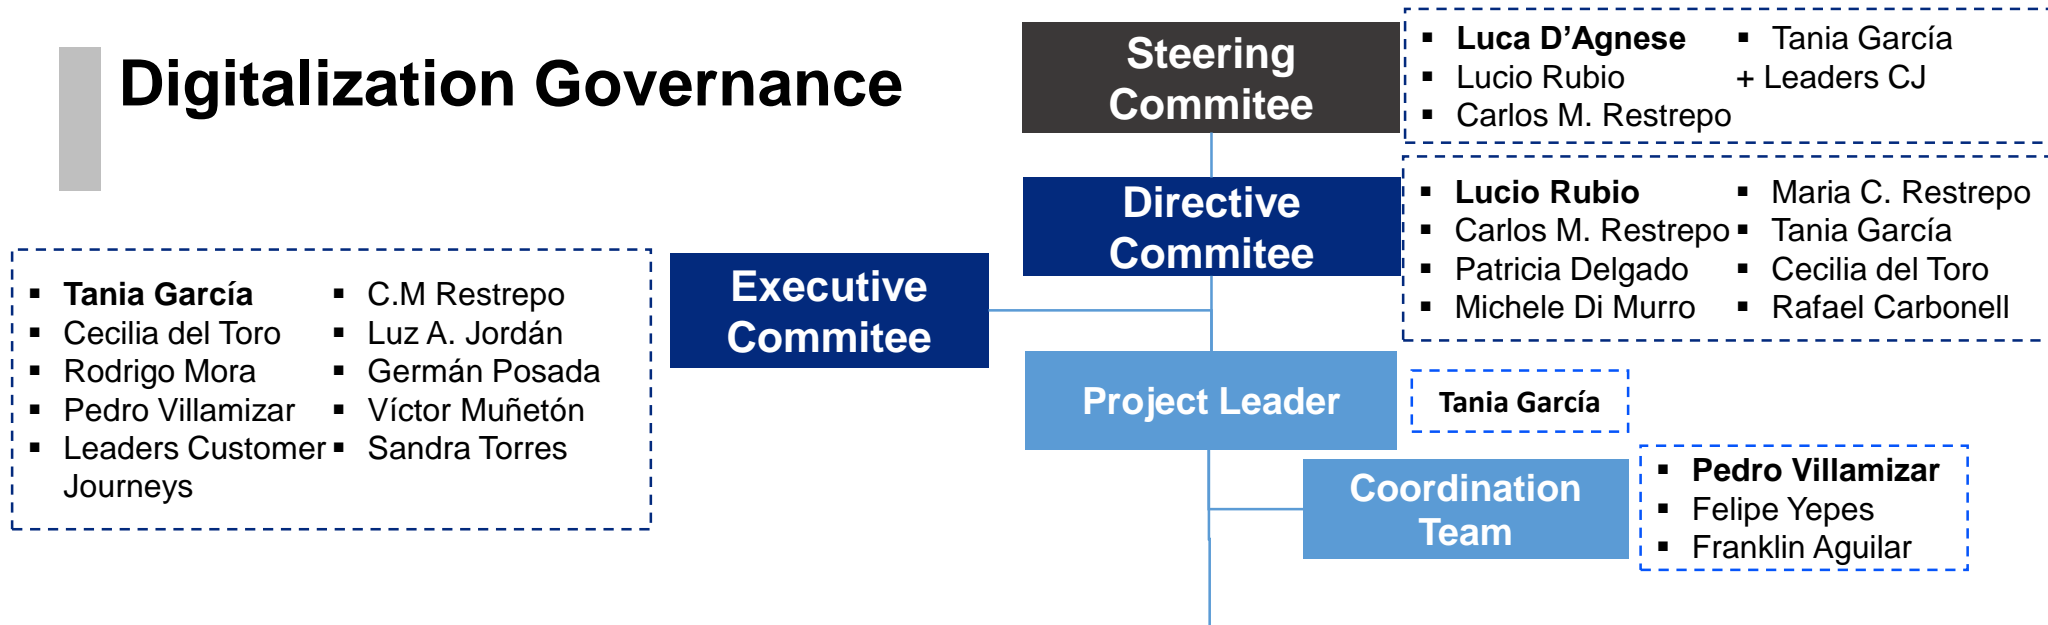 Digitalization Governance
Steering
Commitee
▪ Luca D’Agnese
▪ Lucio Rubio
▪ Carlos M. Restrepo
▪ Tania García
+ Leaders CJ
Directive
Commitee
▪ Lucio Rubio
▪ Carlos M. Restrepo
▪ Patricia Delgado
▪ Michele Di Murro
▪ Maria C. Restrepo
▪ Tania García
▪ Cecilia del Toro
▪ Rafael Carbonell
Executive
Commitee
▪ Tania García
▪ Cecilia del Toro
▪ Rodrigo Mora
▪ Pedro Villamizar
▪ Leaders Customer
Journeys
▪ C.M Restrepo
▪ Luz A. Jordán
▪ Germán Posada
▪ Víctor Muñetón
▪ Sandra Torres
Project Leader
Tania García
Coordination
Team
▪ Pedro Villamizar
▪ Felipe Yepes
▪ Franklin Aguilar